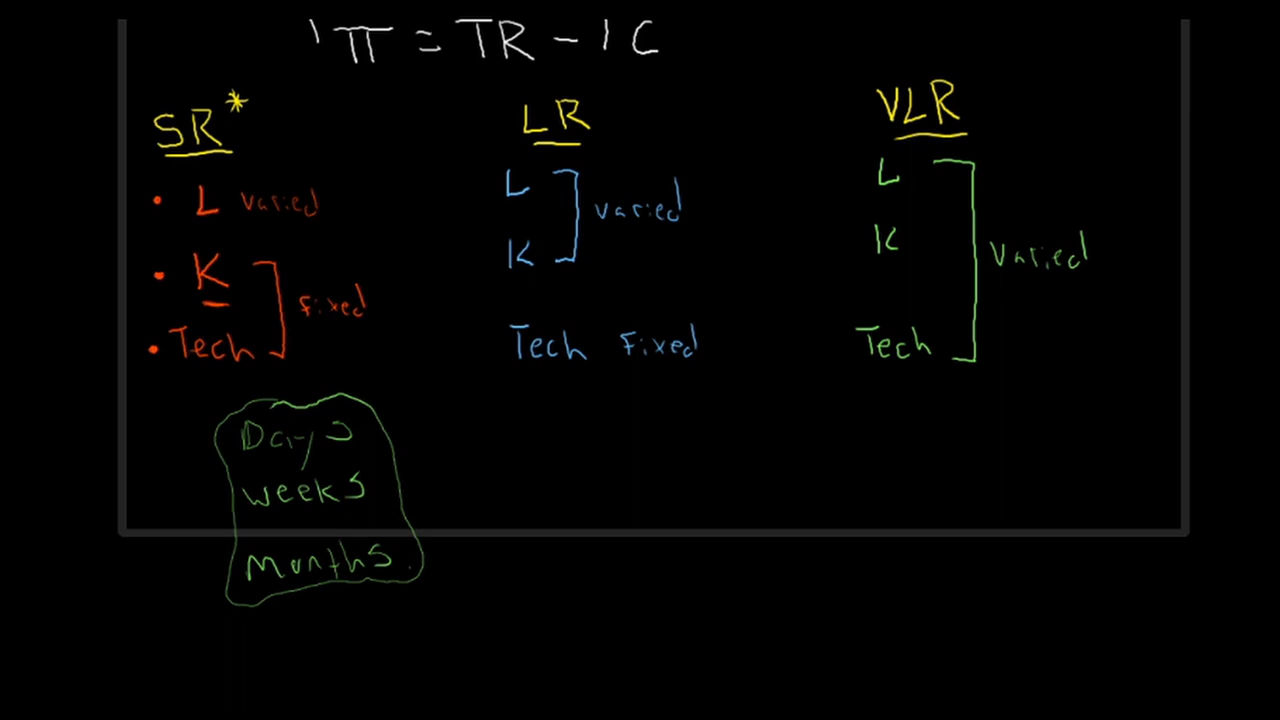 π = TR - TC
SR* LR VLR
• L varied
• K
Fixed
• Tech
L
K
varied
Tech Fixed
L
K
Varied
Tech
Days
weeks
months.